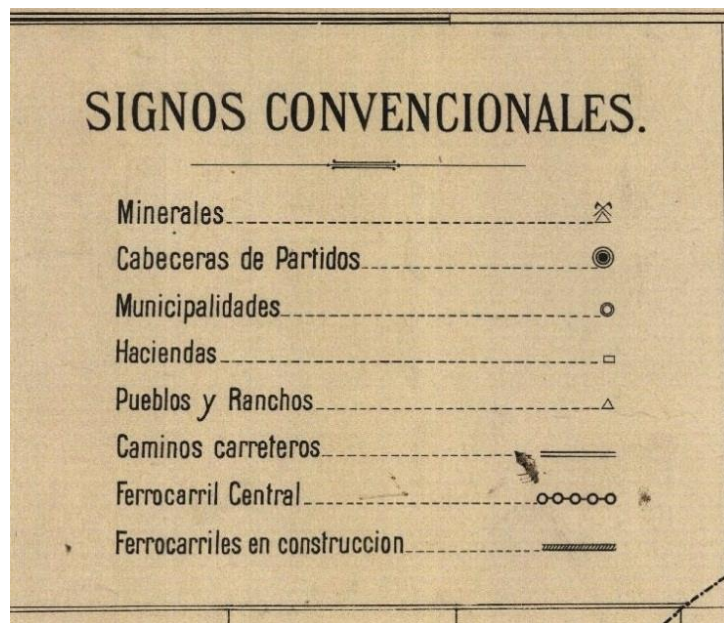 SIGNOS CONVENCIONALES.
Minerales
Cabeceras de Partidos
Municipalidades
Haciendas
Pueblos y Ranchos
Caminos carreteros
Ferrocarril Central
Ferrocarriles en construccion